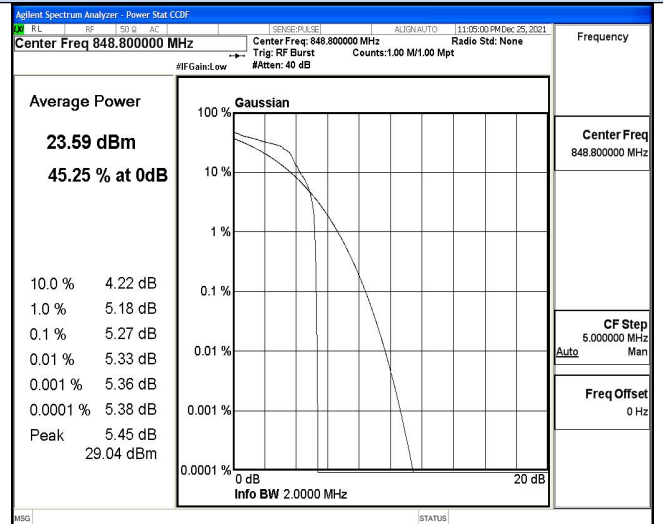 Agilent Spectrum Analyzer - Power Stat CCDF
LXI RL RF 50 Ω AC SENSE:PULSE ALIGN AUTO 11:05:00 PM Dec 25, 2021
Center Freq 848.800000 MHz
Center Freq: 848.800000 MHz Radio Std: None
Trig: RF Burst Counts:1.00 M/1.00 Mpt
#IFGain:Low #Atten: 40 dB
Average Power
23.59 dBm
45.25 % at 0dB
10.0 % 4.22 dB
1.0 % 5.18 dB
0.1 % 5.27 dB
0.01 % 5.33 dB
0.001 % 5.36 dB
0.0001 % 5.38 dB
Peak 5.45 dB
29.04 dBm
Gaussian
100 %
10 %
1 %
0.1 %
0.01 %
0.001 %
0.0001 %
0 dB 20 dB
Info BW 2.0000 MHz
Frequency
Center Freq
848.800000 MHz
CF Step
5.000000 MHz
Auto Man
Freq Offset
0 Hz
MSG STATUS